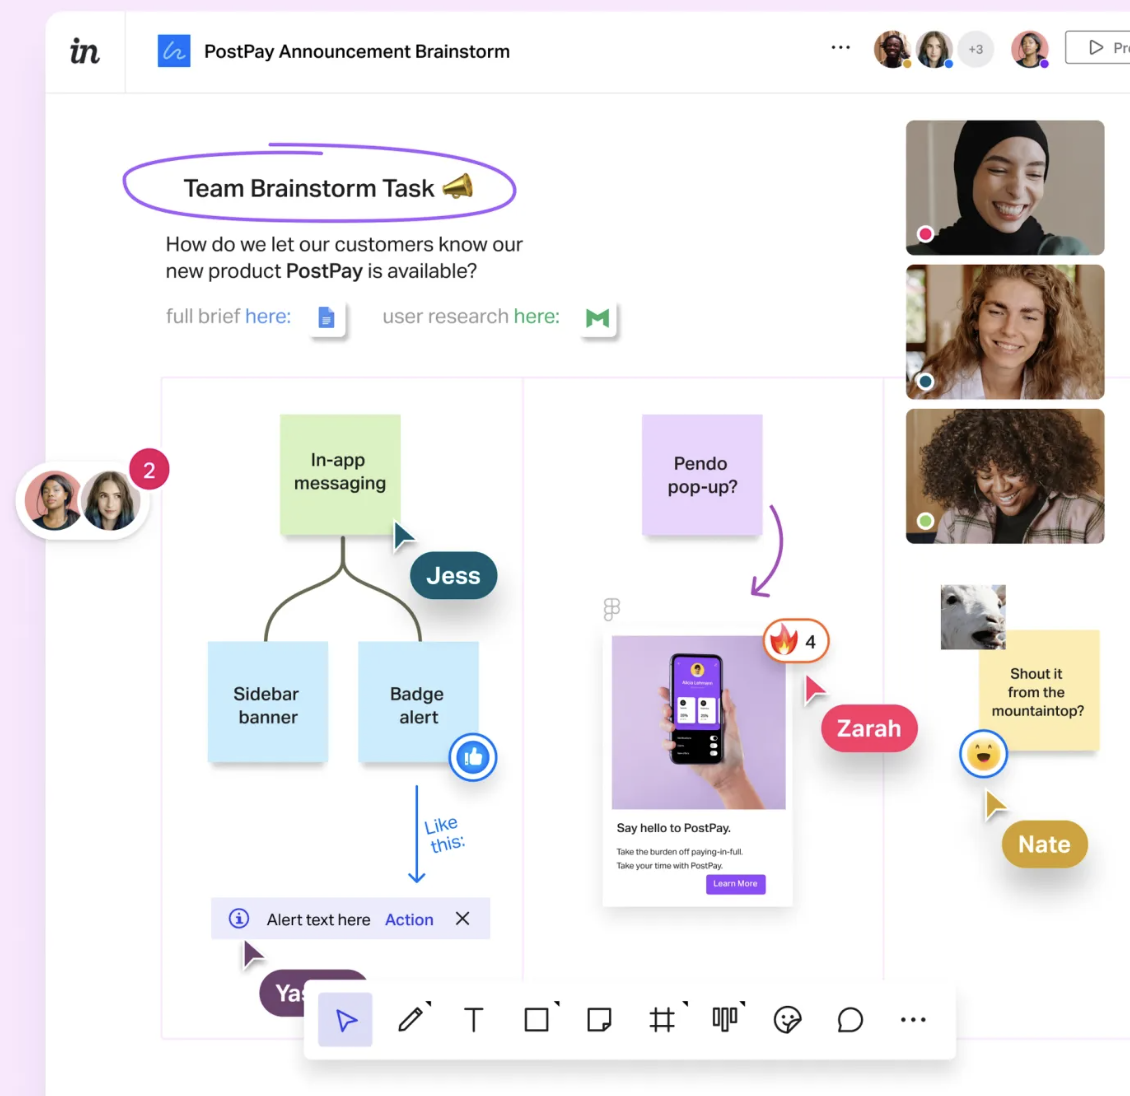 in
PostPay Announcement Brainstorm
+3
Team Brainstorm Task
How do we let our customers know our
new product PostPay is available?
full brief here:
user research here:
2
In-app
messaging
Jess
Sidebar
banner
Badge
alert
Like
this:
Alert text here Action
Pendo
pop-up?
4
Zarah
Say hello to PostPay.
Take the burden off paying-in-full.
Take your time with PostPay.
Learn More
Shout it
from the
mountaintop?
Nate